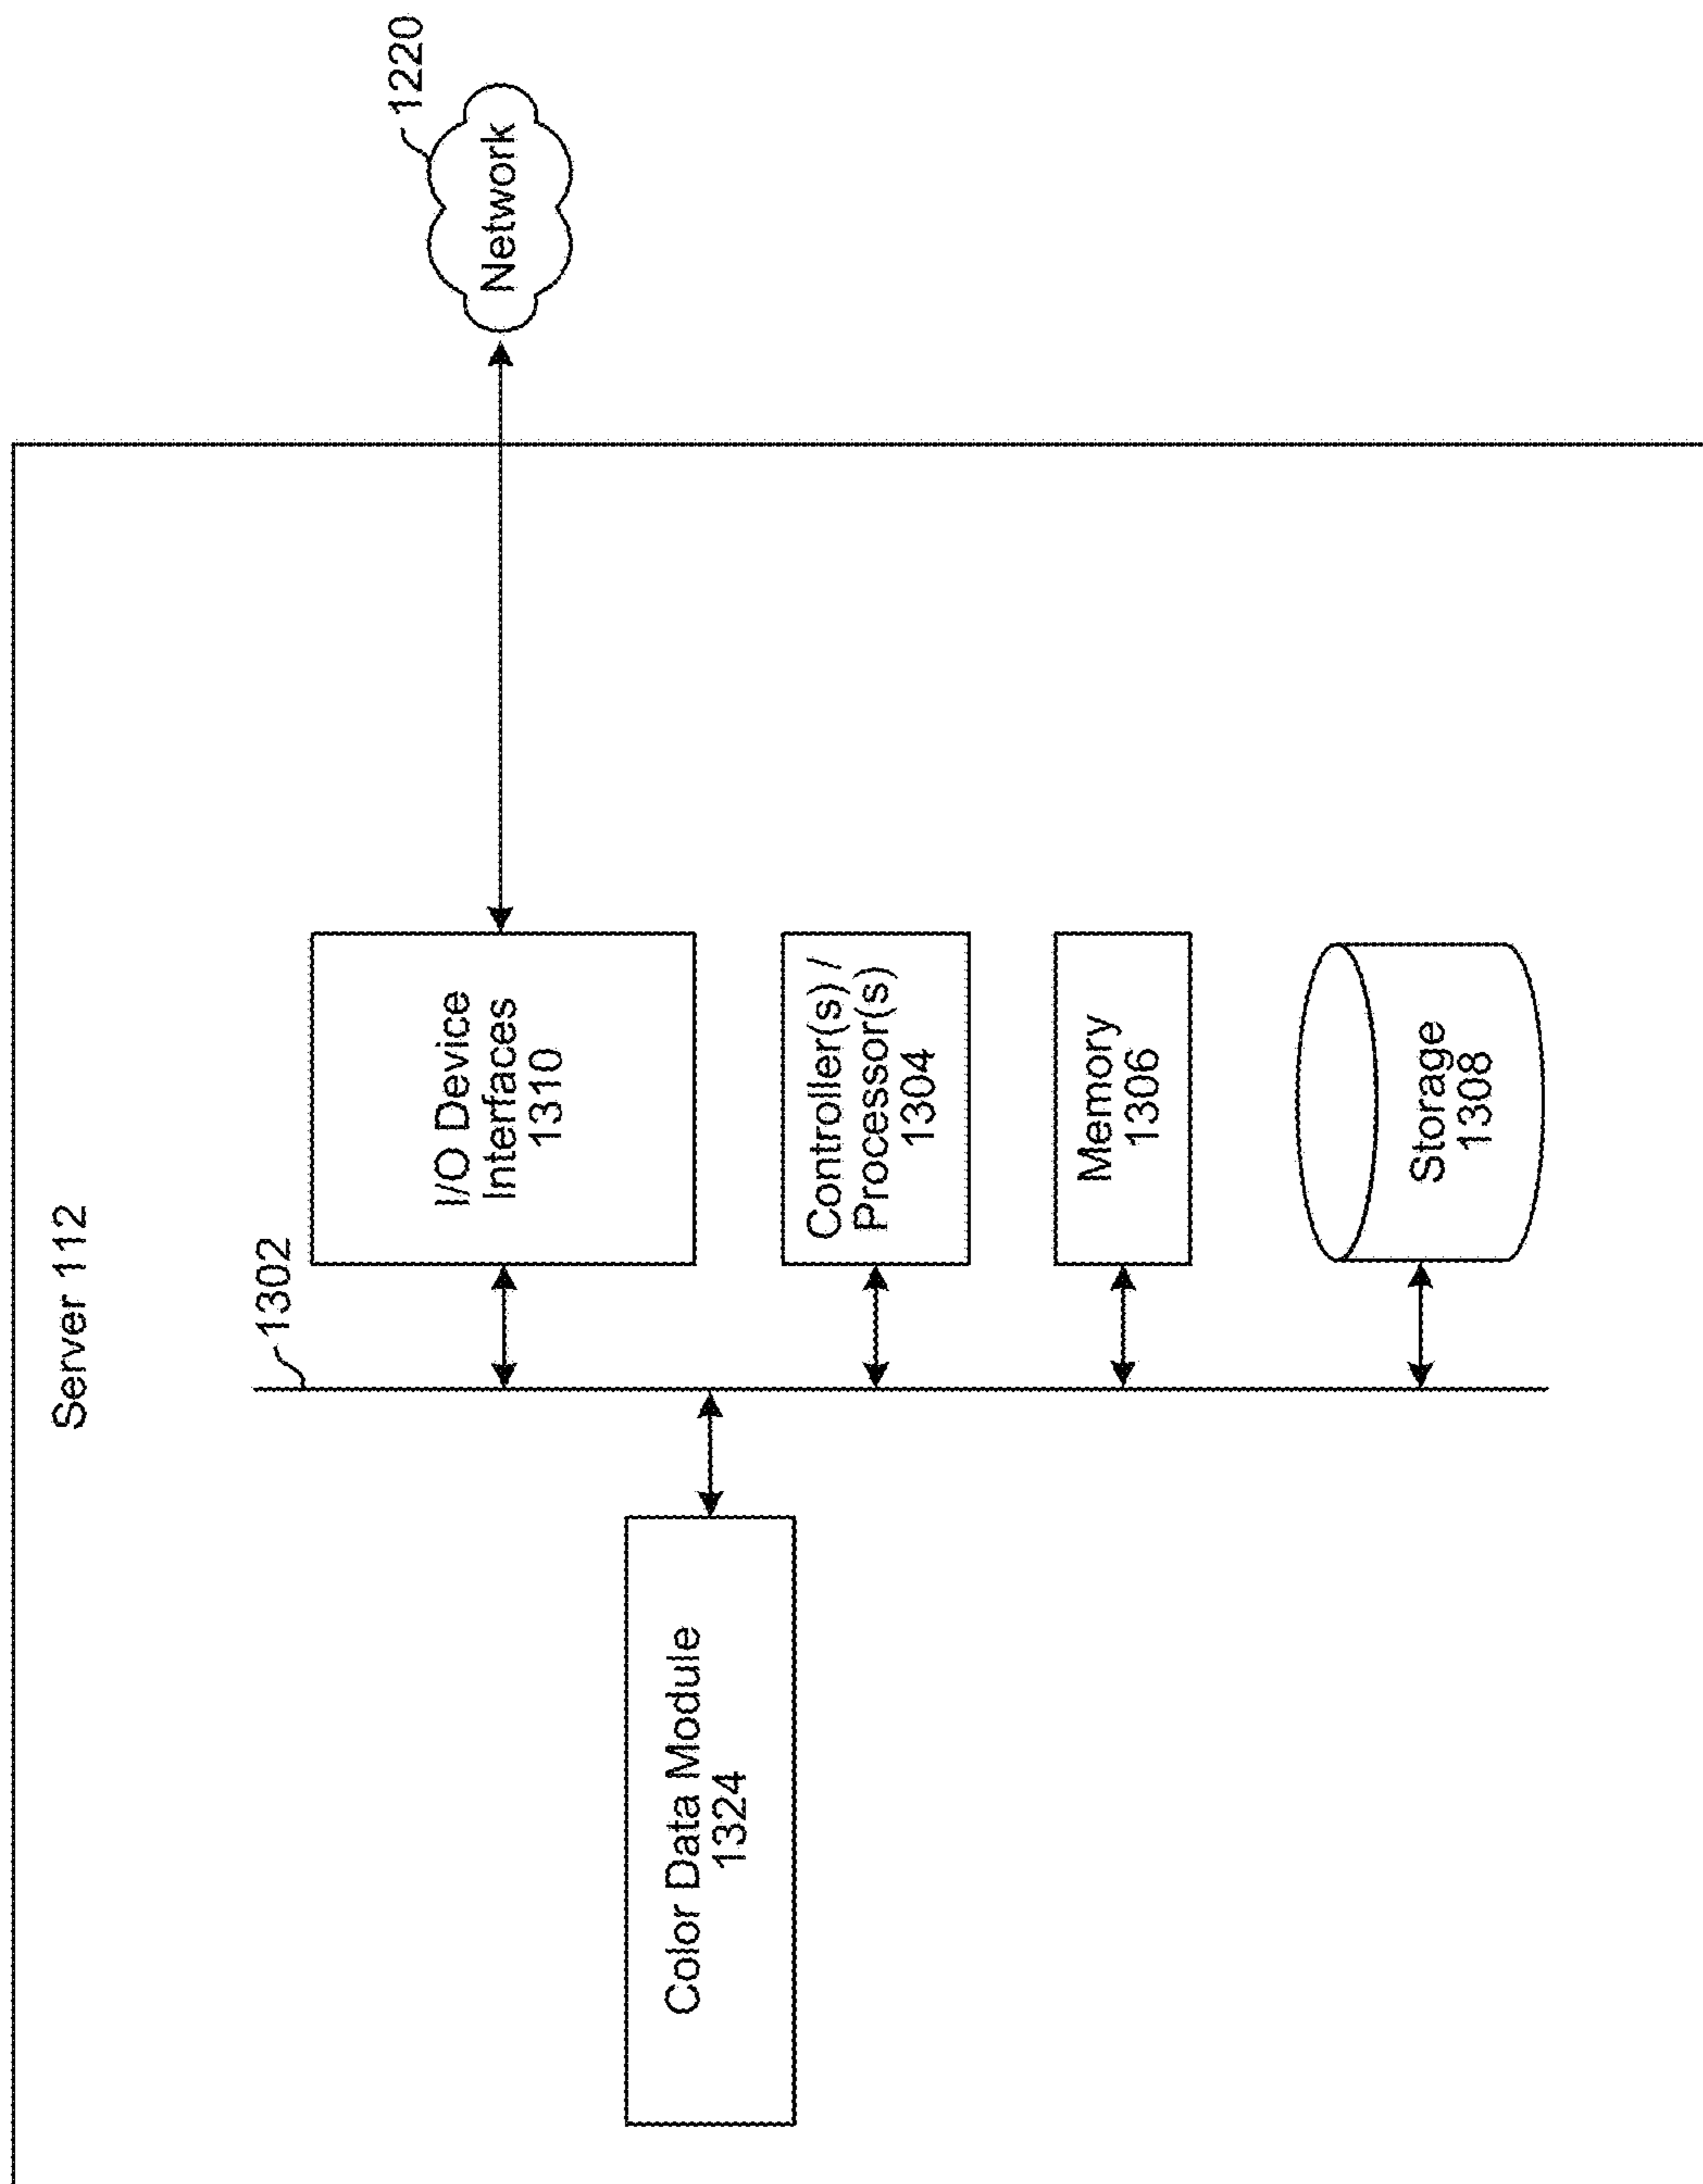 Server 112
1302
1220
Network
I/O Device
Interfaces
1310
Color Data Module
1324
Controller(s) /
Processor(s)
1304
Memory
1306
Storage
1308